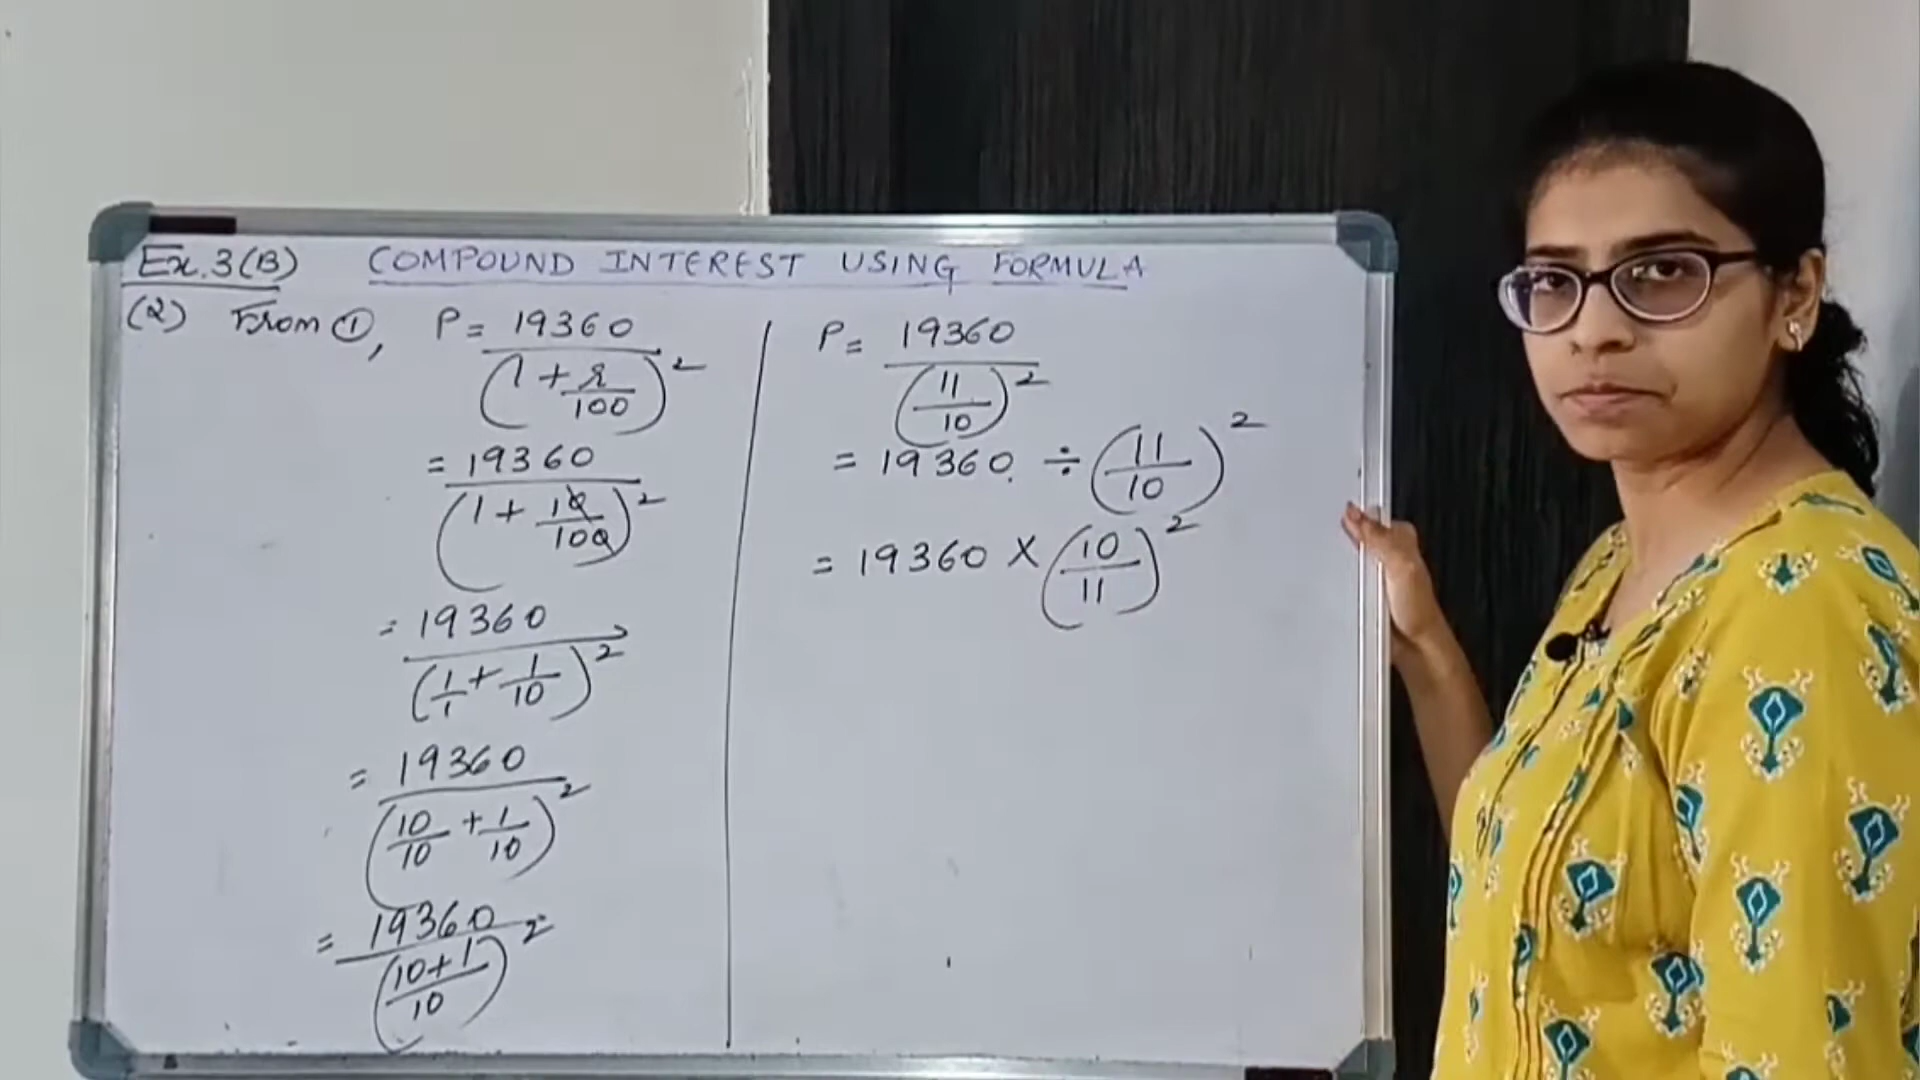 Ex. 3(B) COMPOUND INTEREST USING FORMULA
(2) From ①, P = 19360 / (1 + r/100)²
= 19360 / (1 + 10/100)²
= 19360 / (1/1 + 1/10)²
= 19360 / (10/10 + 1/10)²
= 19360 / ((10+1)/10)²
P = 19360 / (11/10)²
= 19360 ÷ (11/10)²
= 19360 × (10/11)²